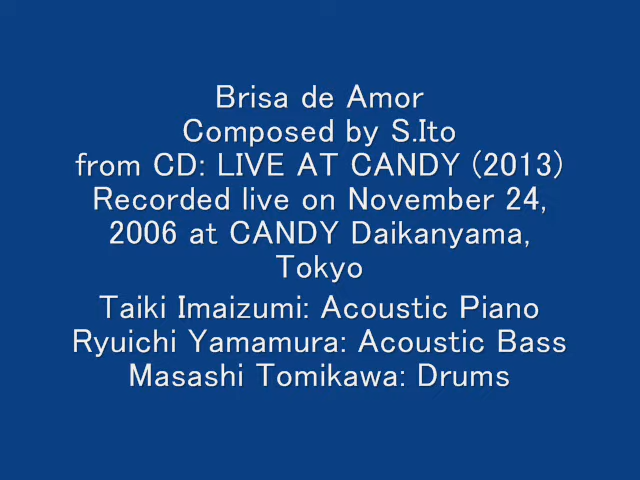 Brisa de Amor
Composed by S.Ito
from CD: LIVE AT CANDY (2013)
Recorded live on November 24,
2006 at CANDY Daikanyama,
Tokyo
Taiki Imaizumi: Acoustic Piano
Ryuichi Yamamura: Acoustic Bass
Masashi Tomikawa: Drums